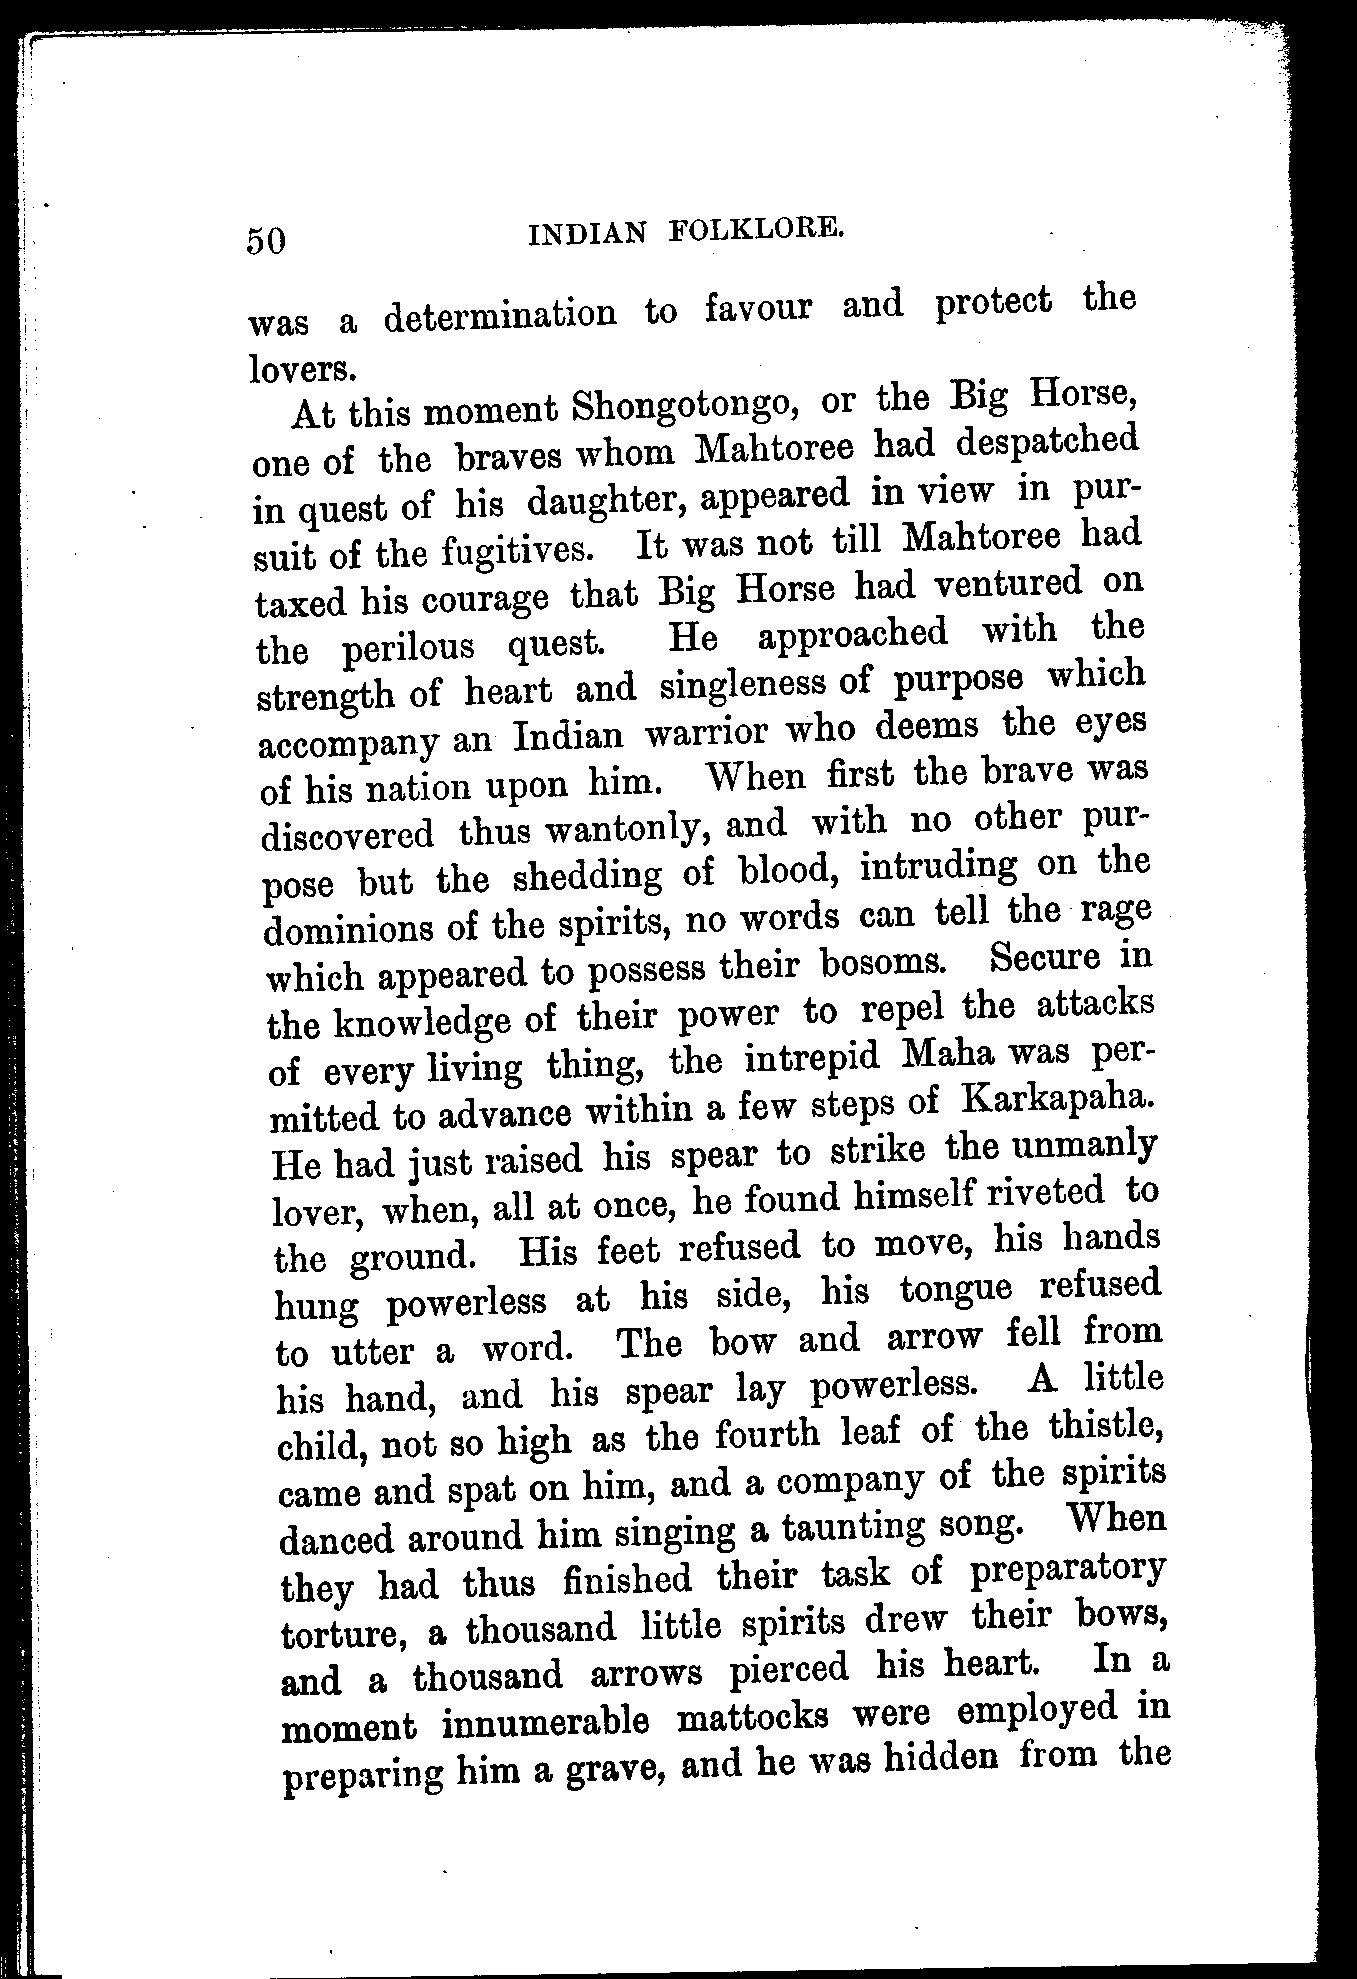 50 INDIAN FOLKLORE.
was a determination to favour and protect the
lovers.
At this moment Shongotongo, or the Big Horse,
one of the braves whom Mahtoree had despatched
in quest of his daughter, appeared in view in pur-
suit of the fugitives. It was not till Mahtoree had
taxed his courage that Big Horse had ventured on
the perilous quest. He approached with the
strength of heart and singleness of purpose which
accompany an Indian warrior who deems the eyes
of his nation upon him. When first the brave was
discovered thus wantonly, and with no other pur-
pose but the shedding of blood, intruding on the
dominions of the spirits, no words can tell the rage
which appeared to possess their bosoms. Secure in
the knowledge of their power to repel the attacks
of every living thing, the intrepid Maha was per-
mitted to advance within a few steps of Karkapaha.
He had just raised his spear to strike the unmanly
lover, when, all at once, he found himself riveted to
the ground. His feet refused to move, his hands
hung powerless at his side, his tongue refused
to utter a word. The bow and arrow fell from
his hand, and his spear lay powerless. A little
child, not so high as the fourth leaf of the thistle,
came and spat on him, and a company of the spirits
danced around him singing a taunting song. When
they had thus finished their task of preparatory
torture, a thousand little spirits drew their bows,
and a thousand arrows pierced his heart. In a
moment innumerable mattocks were employed in
preparing him a grave, and he was hidden from the